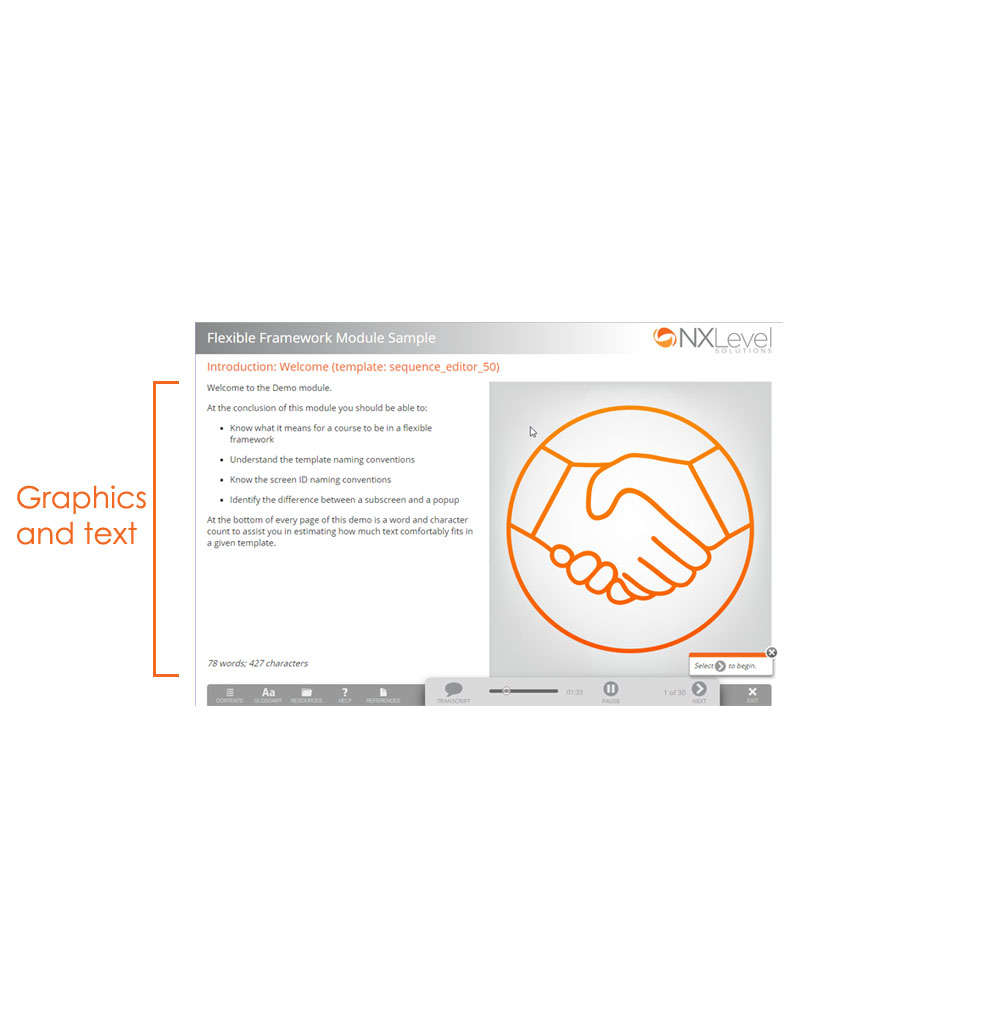 Flexible Framework Module Sample
NXLevel
SOLUTIONS
Introduction: Welcome (template: sequence_editor_50)
Welcome to the Demo module.
At the conclusion of this module you should be able to:
• Know what it means for a course to be in a flexible
framework
• Understand the template naming conventions
• Know the screen ID naming conventions
• Identify the difference between a subscreen and a popup
At the bottom of every page of this demo is a word and character
count to assist you in estimating how much text comfortably fits in
a given template.
Graphics
and text
78 words; 427 characters
Select to begin.
Aa ?
CONTENTS GLOSSARY RESOURCES HELP REFERENCES
TRANSCRIPT
01:33
PAUSE
1 of 30
NEXT
EXIT